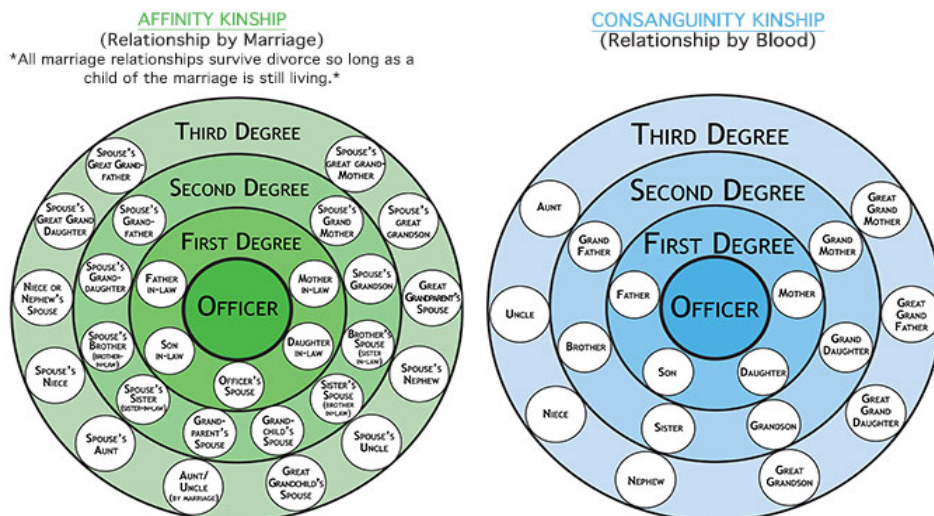 AFFINITY KINSHIP
(Relationship by Marriage)
*All marriage relationships survive divorce so long as a
child of the marriage is still living.*
THIRD DEGREE
SECOND DEGREE
FIRST DEGREE
OFFICER
SPOUSE'S
GREAT GRAND-
FATHER
SPOUSE'S
GREAT GRAND-
MOTHER
SPOUSE'S
GREAT GRAND
DAUGHTER
SPOUSE'S
GRAND-
FATHER
SPOUSE'S
GRAND
MOTHER
SPOUSE'S
GREAT
GRANDSON
NIECE OR
NEPHEW'S
SPOUSE
SPOUSE'S
GRAND-
DAUGHTER
FATHER
IN-LAW
MOTHER
IN-LAW
SPOUSE'S
GRANDSON
GREAT
GRANDPARENT'S
SPOUSE
SPOUSE'S
BROTHER
(BROTHER-
IN-LAW)
SON
IN-LAW
DAUGHTER
IN-LAW
BROTHER'S
SPOUSE
(SISTER
IN-LAW)
SPOUSE'S
NIECE
SPOUSE'S
SISTER
(SISTER-IN-LAW)
OFFICER'S
SPOUSE
SISTER'S
SPOUSE
(BROTHER
IN-LAW)
SPOUSE'S
NEPHEW
SPOUSE'S
AUNT
GRAND-
PARENT'S
SPOUSE
GRAND-
CHILD'S
SPOUSE
SPOUSE'S
UNCLE
AUNT/
UNCLE
(BY MARRIAGE)
GREAT
GRANDCHILD'S
SPOUSE
CONSANGUINITY KINSHIP
(Relationship by Blood)
THIRD DEGREE
SECOND DEGREE
FIRST DEGREE
OFFICER
AUNT
GREAT
GRAND
MOTHER
GRAND
FATHER
GRAND
MOTHER
FATHER
MOTHER
UNCLE
GREAT
GRAND
FATHER
BROTHER
GRAND
DAUGHTER
SON
DAUGHTER
NIECE
SISTER
GRANDSON
GREAT
GRAND
DAUGHTER
NEPHEW
GREAT
GRANDSON